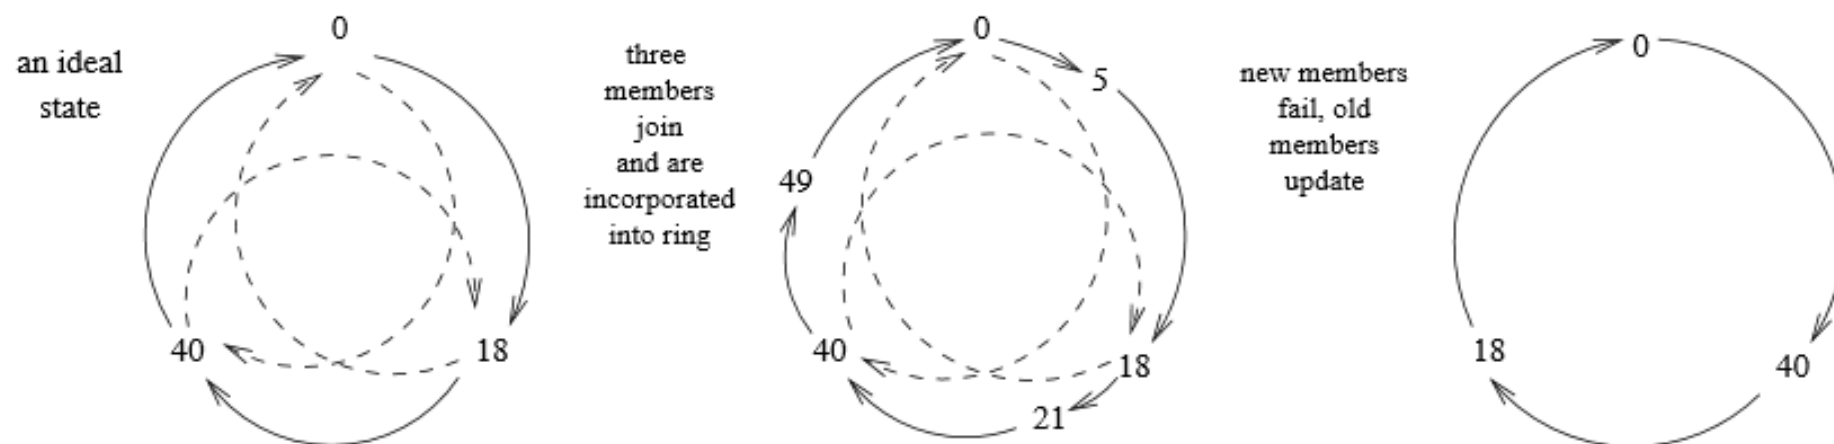 an ideal
state
0
40
18
three
members
join
and are
incorporated
into ring
0
5
49
40
18
21
new members
fail, old
members
update
0
18
40